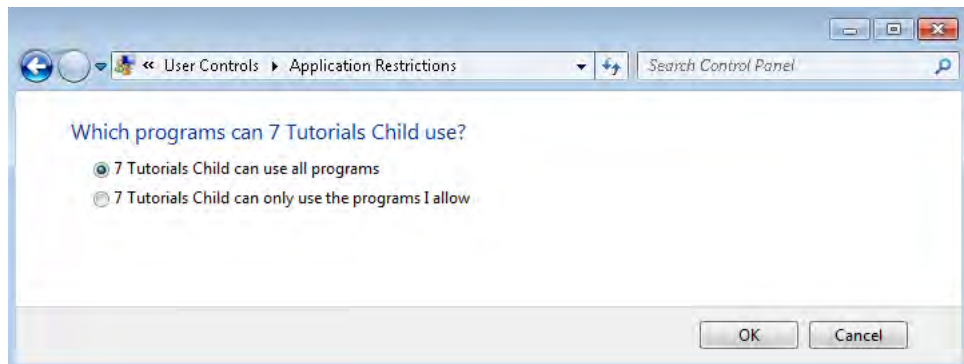 « User Controls ▸ Application Restrictions
Search Control Panel
Which programs can 7 Tutorials Child use?
7 Tutorials Child can use all programs
7 Tutorials Child can only use the programs I allow
OK Cancel